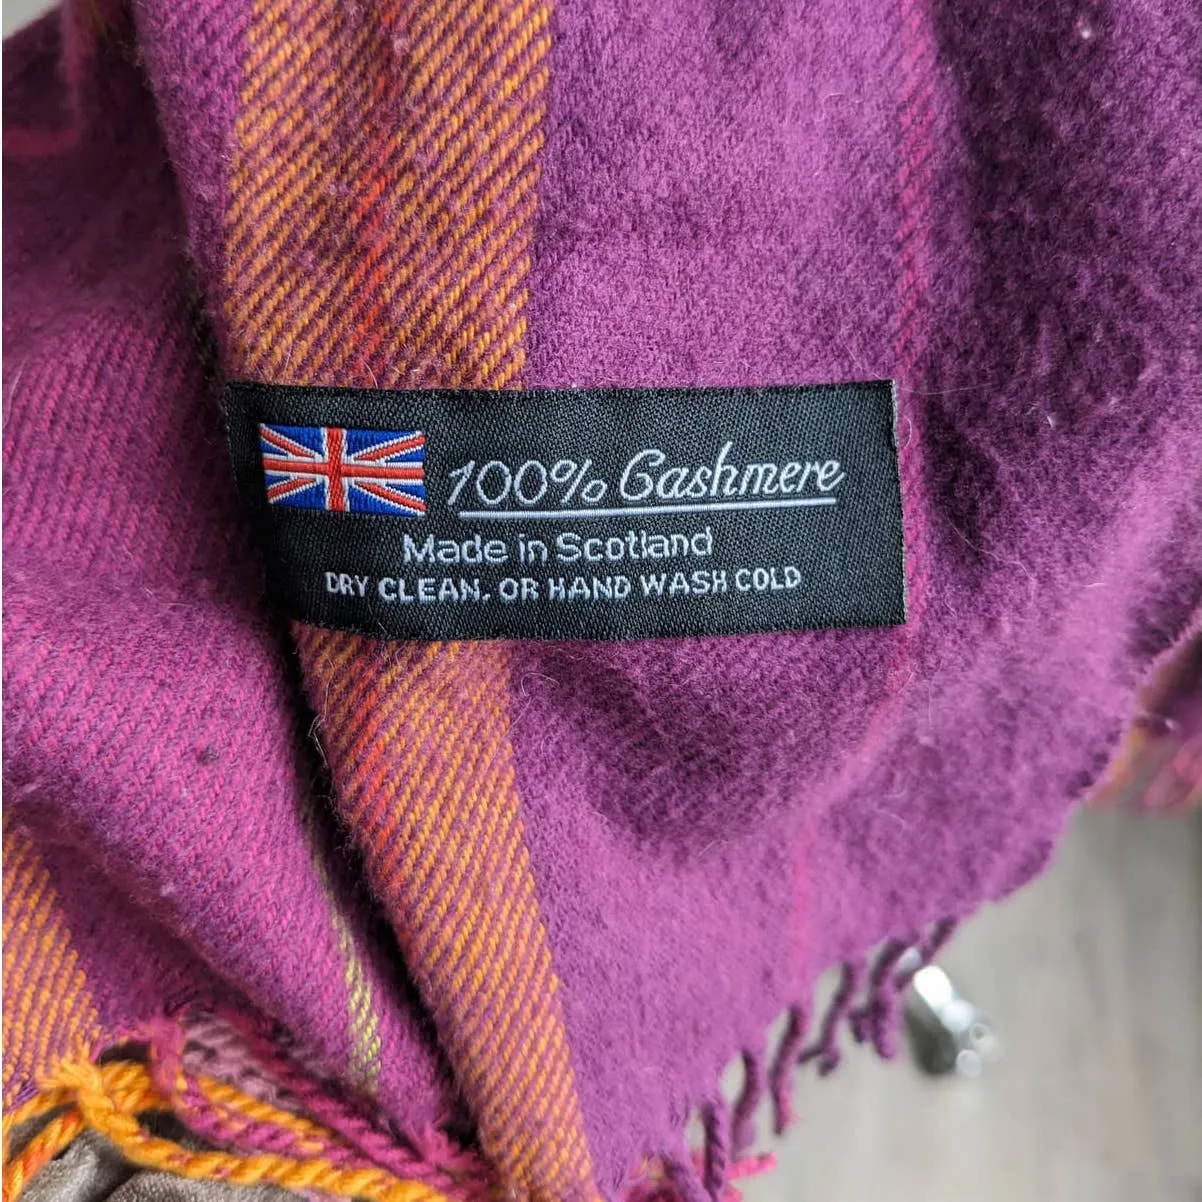 100% Cashmere
Made in Scotland
DRY CLEAN. OR HAND WASH COLD